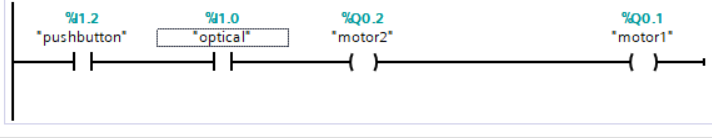 %I1.2 %I1.0 %Q0.2 %Q0.1
"pushbutton" "optical" "motor2" "motor1"